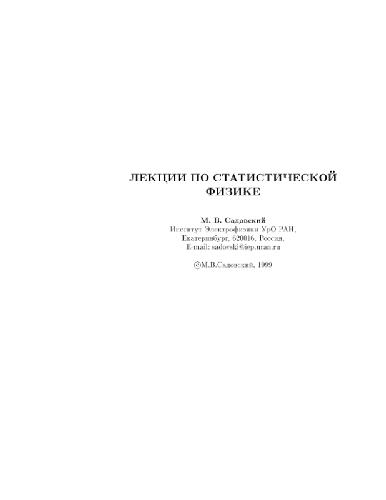 ЛЕКЦИИ ПО СТАТИСТИЧЕСКОЙ
ФИЗИКЕ
М. В. Садовский
Институт Электрофизики УрО РАН,
Екатеринбург, 620016, Россия,
E-mail: sadovski@iep.uran.ru
©М.В.Садовский, 1999